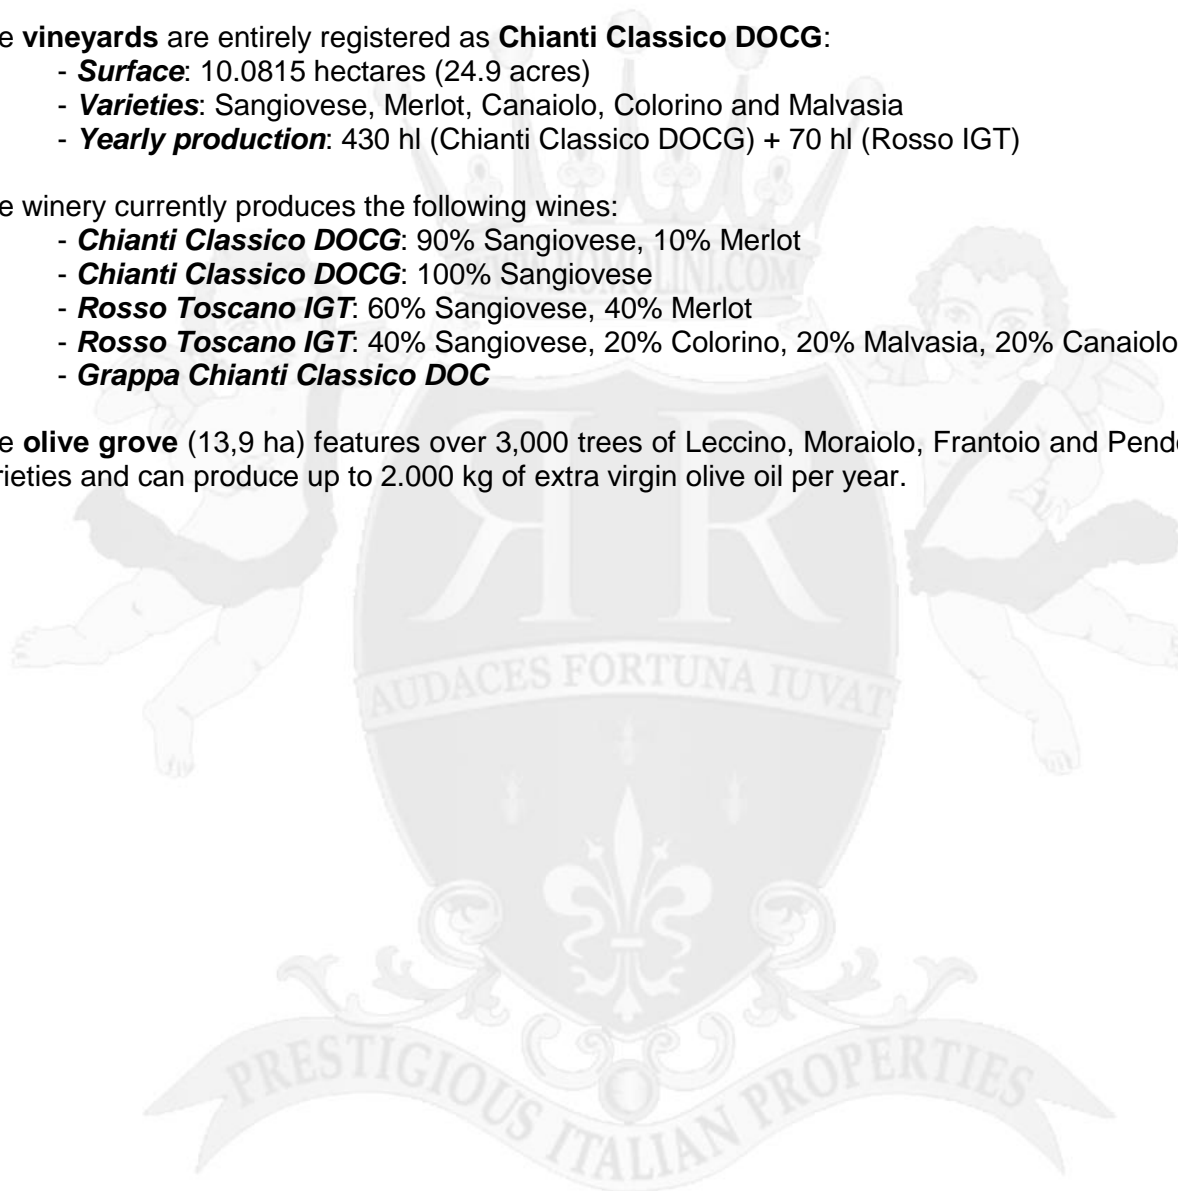 e vineyards are entirely registered as Chianti Classico DOCG:
- Surface: 10.0815 hectares (24.9 acres)
- Varieties: Sangiovese, Merlot, Canaiolo, Colorino and Malvasia
- Yearly production: 430 hl (Chianti Classico DOCG) + 70 hl (Rosso IGT)
e winery currently produces the following wines:
- Chianti Classico DOCG: 90% Sangiovese, 10% Merlot
- Chianti Classico DOCG: 100% Sangiovese
- Rosso Toscano IGT: 60% Sangiovese, 40% Merlot
- Rosso Toscano IGT: 40% Sangiovese, 20% Colorino, 20% Malvasia, 20% Canaiolo
- Grappa Chianti Classico DOC
e olive grove (13,9 ha) features over 3,000 trees of Leccino, Moraiolo, Frantoio and Pend
rieties and can produce up to 2.000 kg of extra virgin olive oil per year.
WWW.ROMOLINI.COM
RR
AUDACES FORTUNA IUVAT
PRESTIGIOUS ITALIAN PROPERTIES